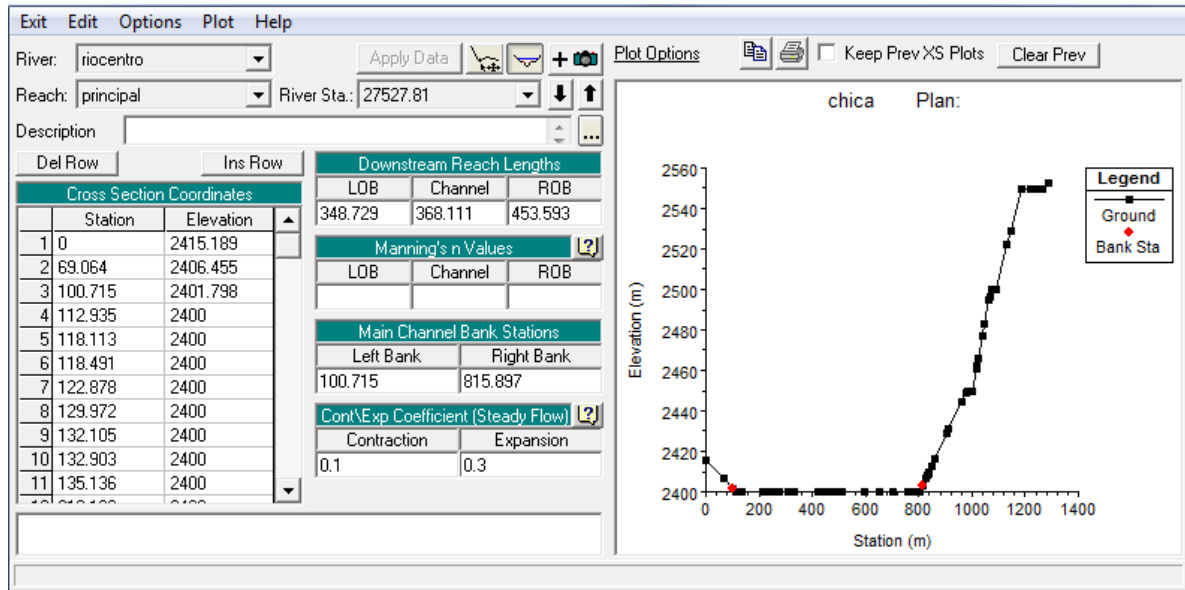 Exit Edit Options Plot Help
River: riocentro Apply Data
Reach: principal River Sta.: 27527.81
Description ...
Del Row Ins Row
Cross Section Coordinates
Station Elevation
1 0 2415.189
2 69.064 2406.455
3 100.715 2401.798
4 112.935 2400
5 118.113 2400
6 118.491 2400
7 122.878 2400
8 129.972 2400
9 132.105 2400
10 132.903 2400
11 135.136 2400
Downstream Reach Lengths
LOB Channel ROB
348.729 368.111 453.593
Manning's n Values
LOB Channel ROB
Main Channel Bank Stations
Left Bank Right Bank
100.715 815.897
Cont\Exp Coefficient (Steady Flow)
Contraction Expansion
0.1 0.3
Plot Options Keep Prev XS Plots Clear Prev
chica Plan:
2560
2540
2520
2500
2480
2460
2440
2420
2400
Elevation (m)
0 200 400 600 800 1000 1200 1400
Station (m)
Legend
Ground
Bank Sta